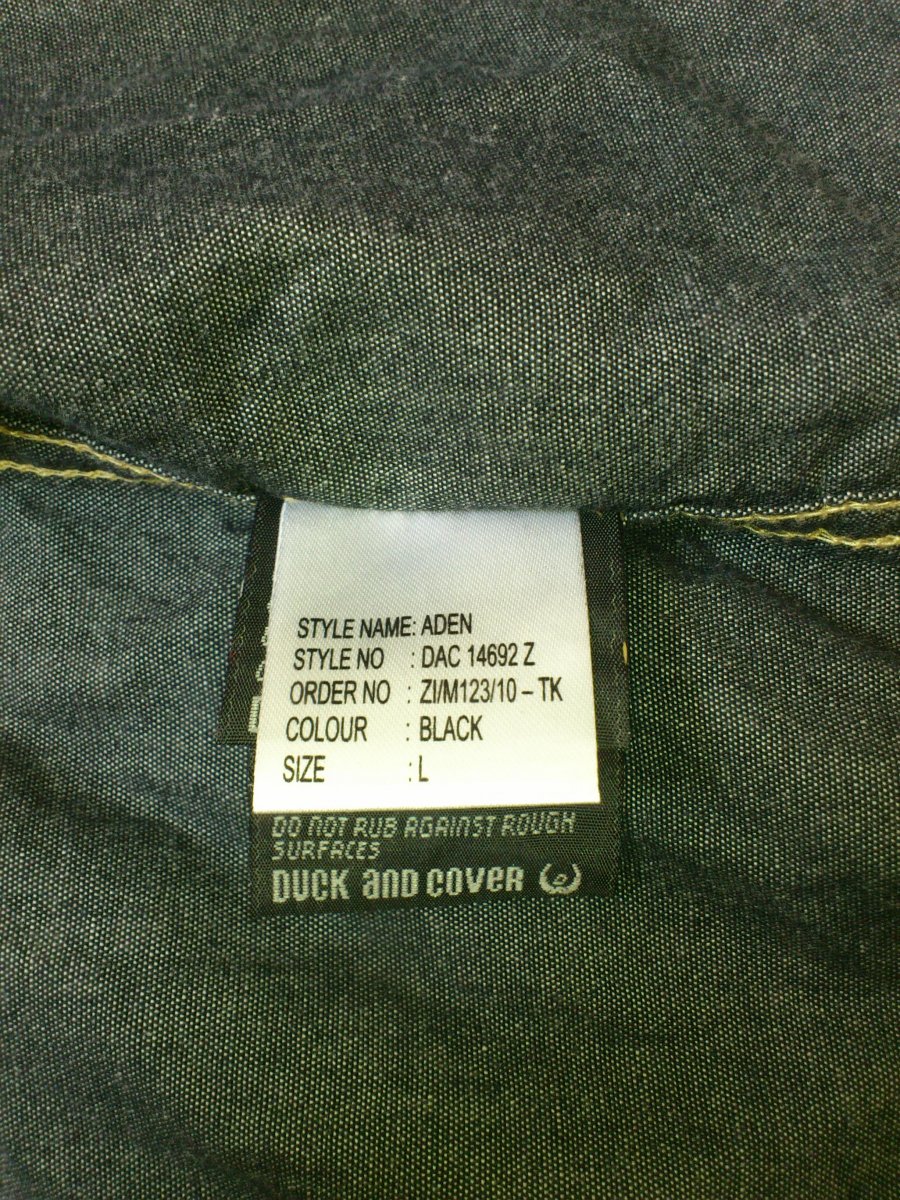 STYLE NAME: ADEN
STYLE NO : DAC 14692 Z
ORDER NO : ZI/M123/10 – TK
COLOUR : BLACK
SIZE : L
DO NOT RUB AGAINST ROUGH
SURFACES
DUCK and COVER